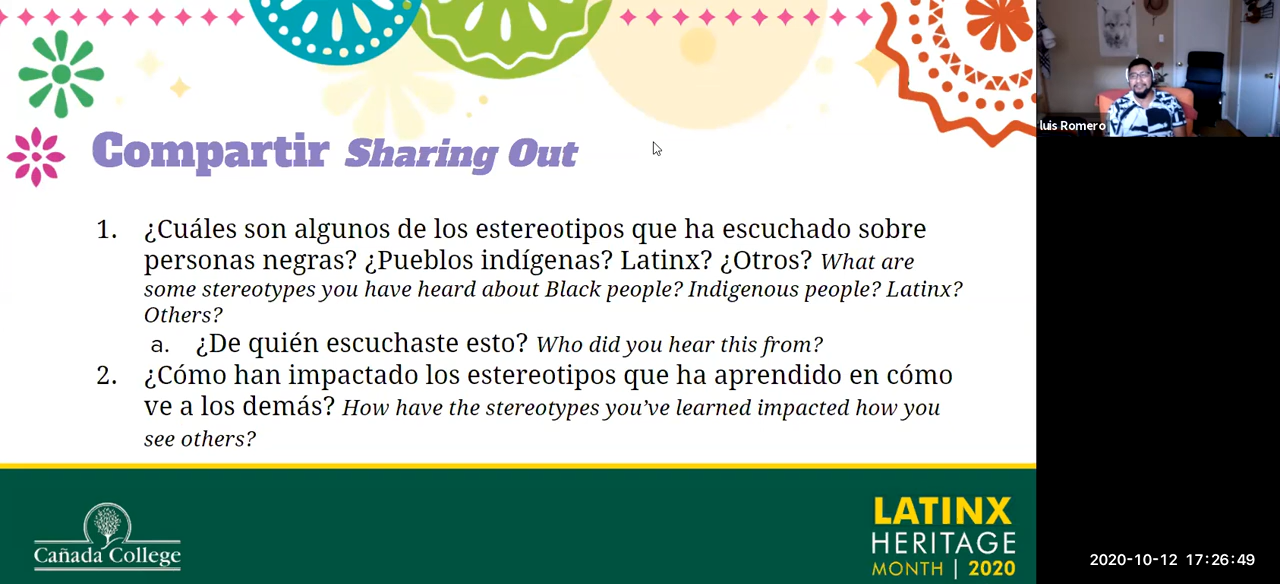 Compartir Sharing Out
luis Romero
1. ¿Cuáles son algunos de los estereotipos que ha escuchado sobre
personas negras? ¿Pueblos indígenas? Latinx? ¿Otros? What are
some stereotypes you have heard about Black people? Indigenous people? Latinx?
Others?
a. ¿De quién escuchaste esto? Who did you hear this from?
2. ¿Cómo han impactado los estereotipos que ha aprendido en cómo
ve a los demás? How have the stereotypes you’ve learned impacted how you
see others?
Cañada College
LATINX
HERITAGE
MONTH | 2020
2020-10-12 17:26:49